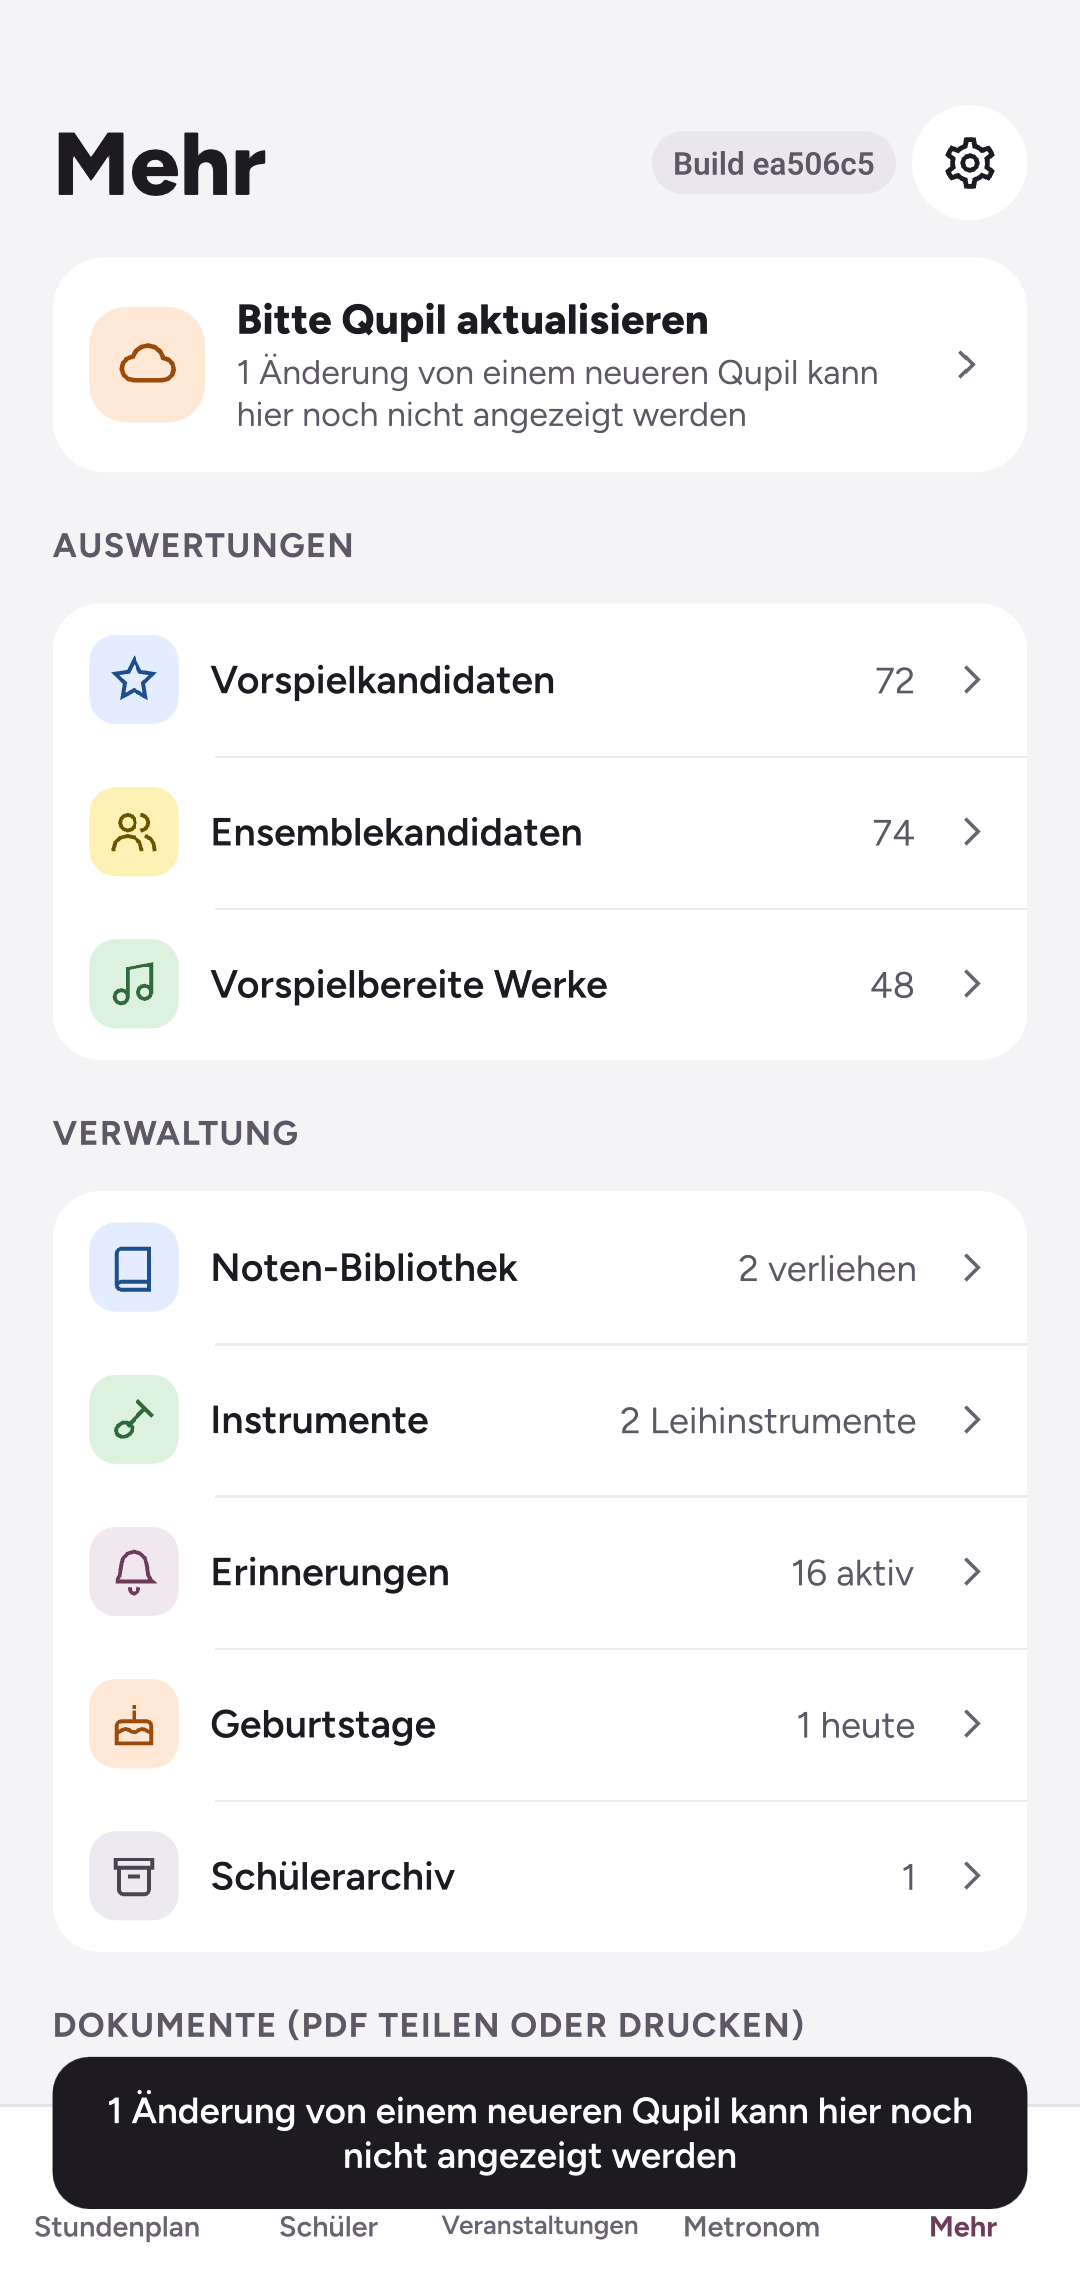 Mehr
Build ea506c5
Bitte Qupil aktualisieren
1 Änderung von einem neueren Qupil kann
hier noch nicht angezeigt werden
AUSWERTUNGEN
Vorspielkandidaten 72
Ensemblekandidaten 74
Vorspielbereite Werke 48
VERWALTUNG
Noten-Bibliothek 2 verliehen
Instrumente 2 Leihinstrumente
Erinnerungen 16 aktiv
Geburtstage 1 heute
Schülerarchiv 1
DOKUMENTE (PDF TEILEN ODER DRUCKEN)
1 Änderung von einem neueren Qupil kann hier noch
nicht angezeigt werden
Stundenplan Schüler Veranstaltungen Metronom Mehr